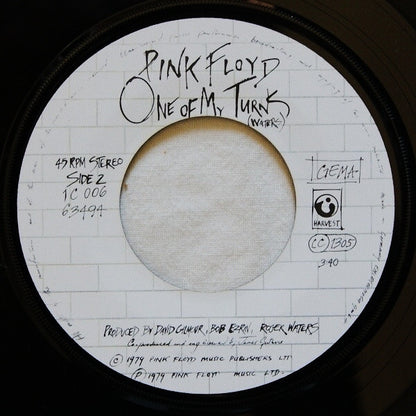 PINK FLOYD
ONE OF MY TURNS
(WATERS)
45 RPM STEREO
SIDE 2
1C 006
63494
GEMA
HARVEST
LC 1305
3:40
PRODUCED BY DAVID GILMOUR, BOB EZRIN, ROGER WATERS
Co-produced and engineered by James Guthrie
© 1979 PINK FLOYD MUSIC PUBLISHERS LTD
℗ 1979 PINK FLOYD MUSIC LTD.